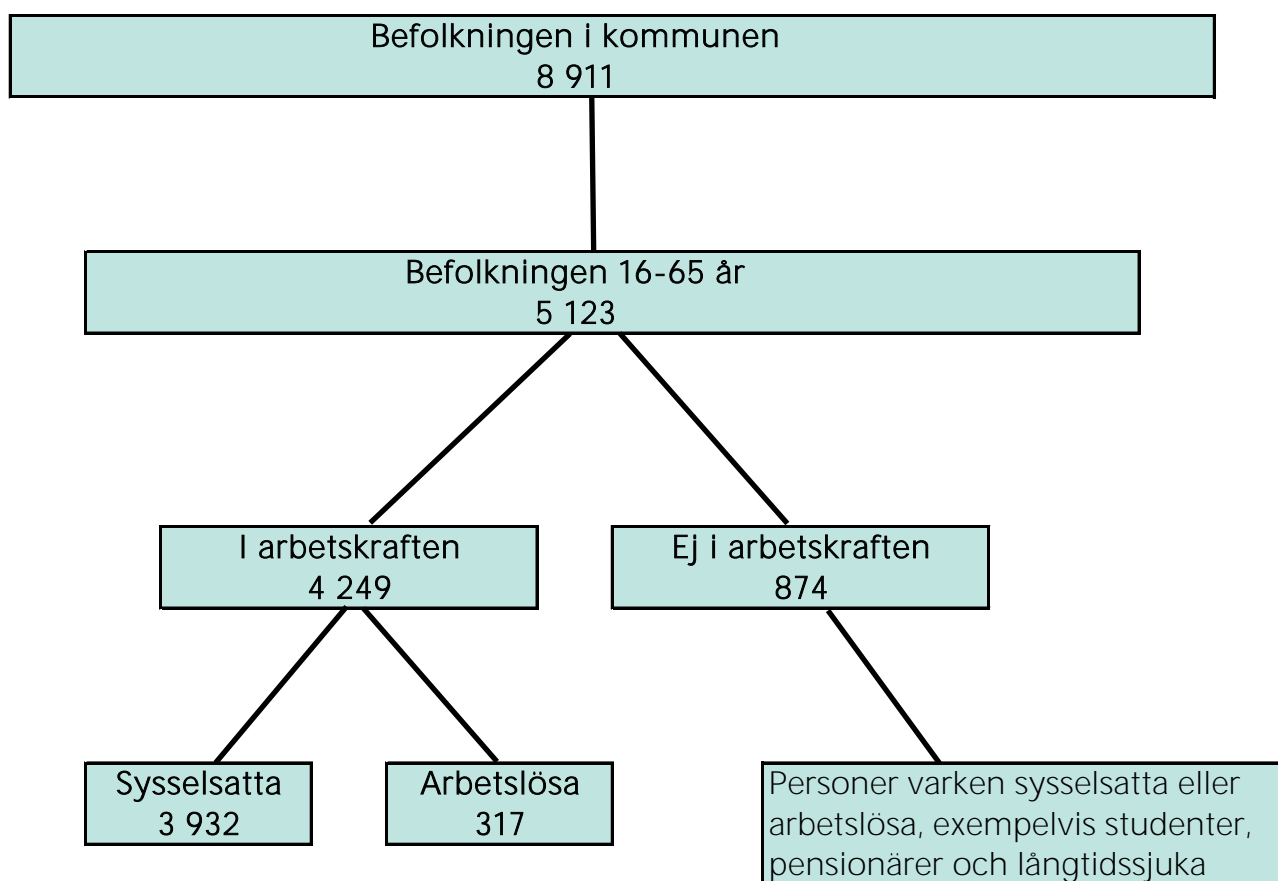 Befolkningen i kommunen
8 911
Befolkningen 16-65 år
5 123
I arbetskraften
4 249
Ej i arbetskraften
874
Sysselsatta
3 932
Arbetslösa
317
Personer varken sysselsatta eller
arbetslösa, exempelvis studenter,
pensionärer och långtidssjuka